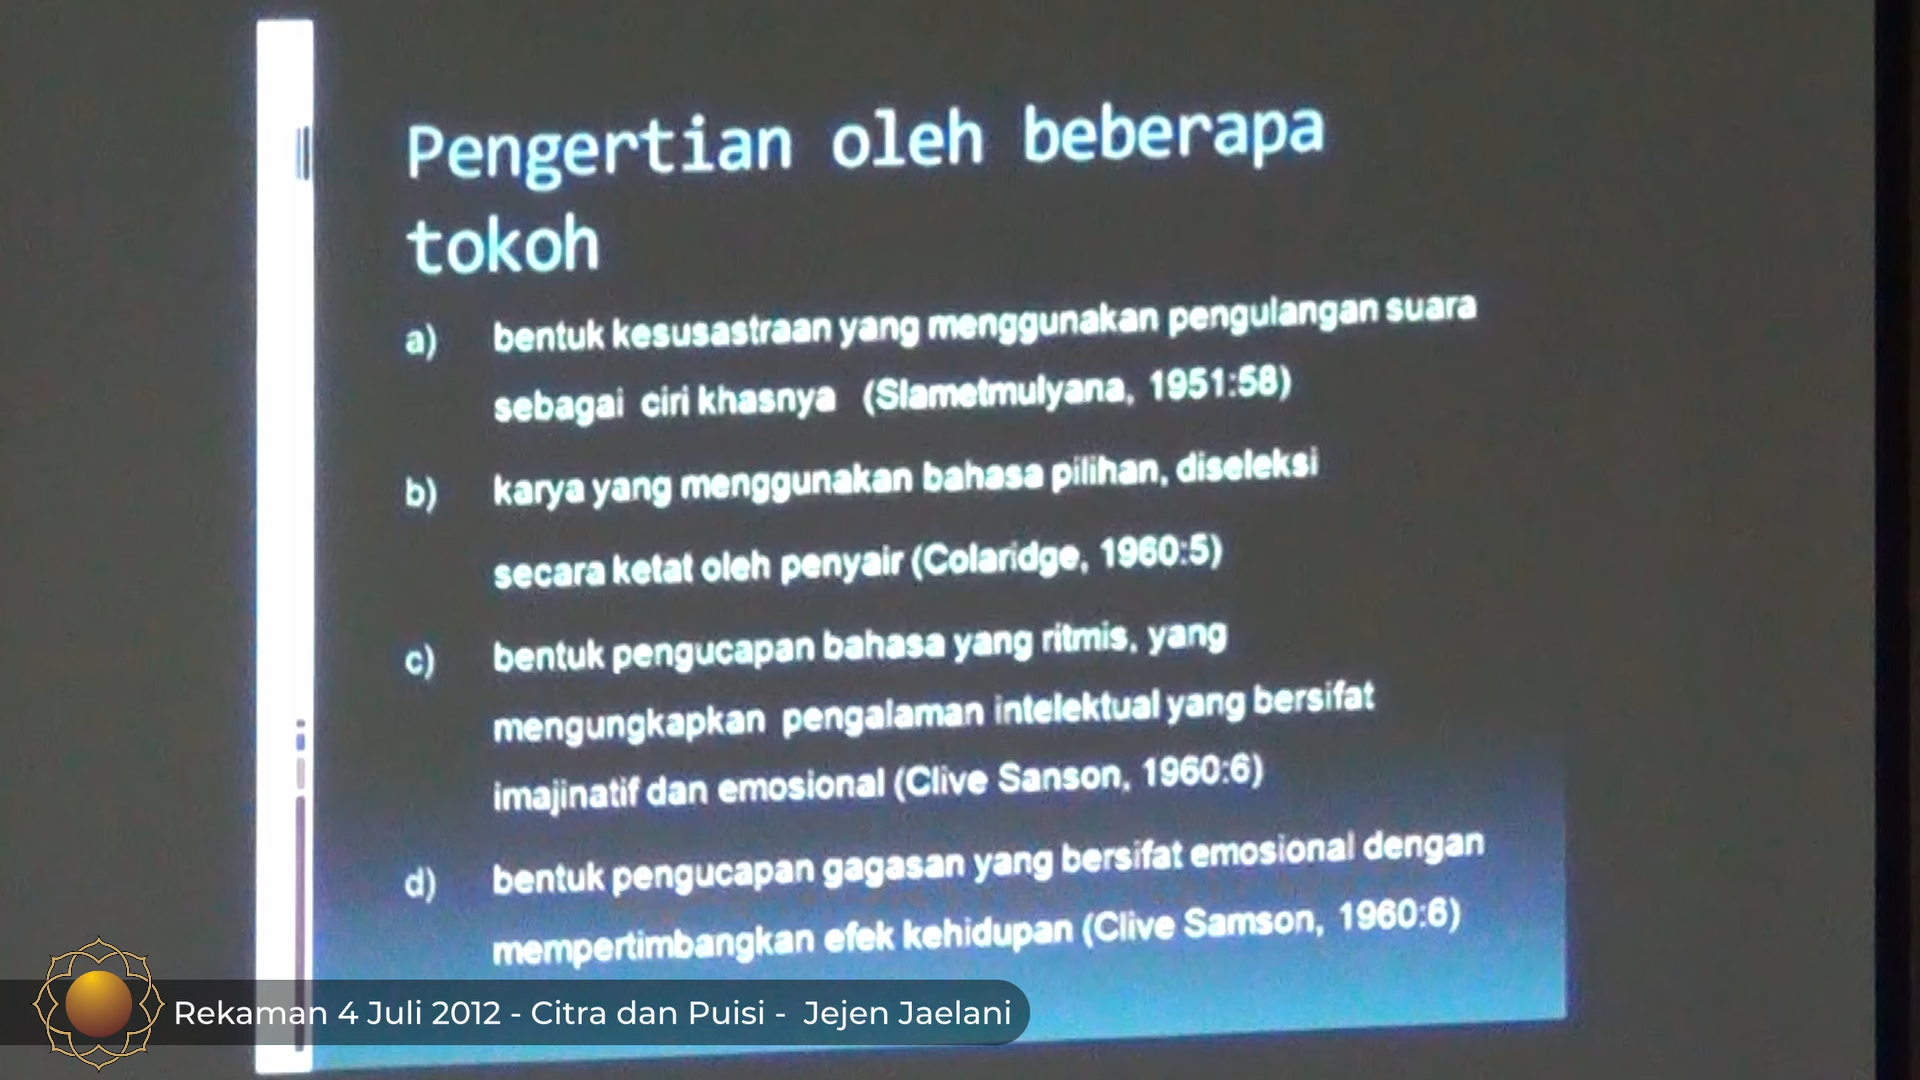 Pengertian oleh beberapa
tokoh
a) bentuk kesusastraan yang menggunakan pengulangan suara
sebagai ciri khasnya (Slametmulyana, 1951:58)
b) karya yang menggunakan bahasa pilihan, diseleksi
secara ketat oleh penyair (Colaridge, 1960:5)
c) bentuk pengucapan bahasa yang ritmis, yang
mengungkapkan pengalaman intelektual yang bersifat
imajinatif dan emosional (Clive Sanson, 1960:6)
d) bentuk pengucapan gagasan yang bersifat emosional dengan
mempertimbangkan efek kehidupan (Clive Samson, 1960:6)
Rekaman 4 Juli 2012 - Citra dan Puisi - Jejen Jaelani